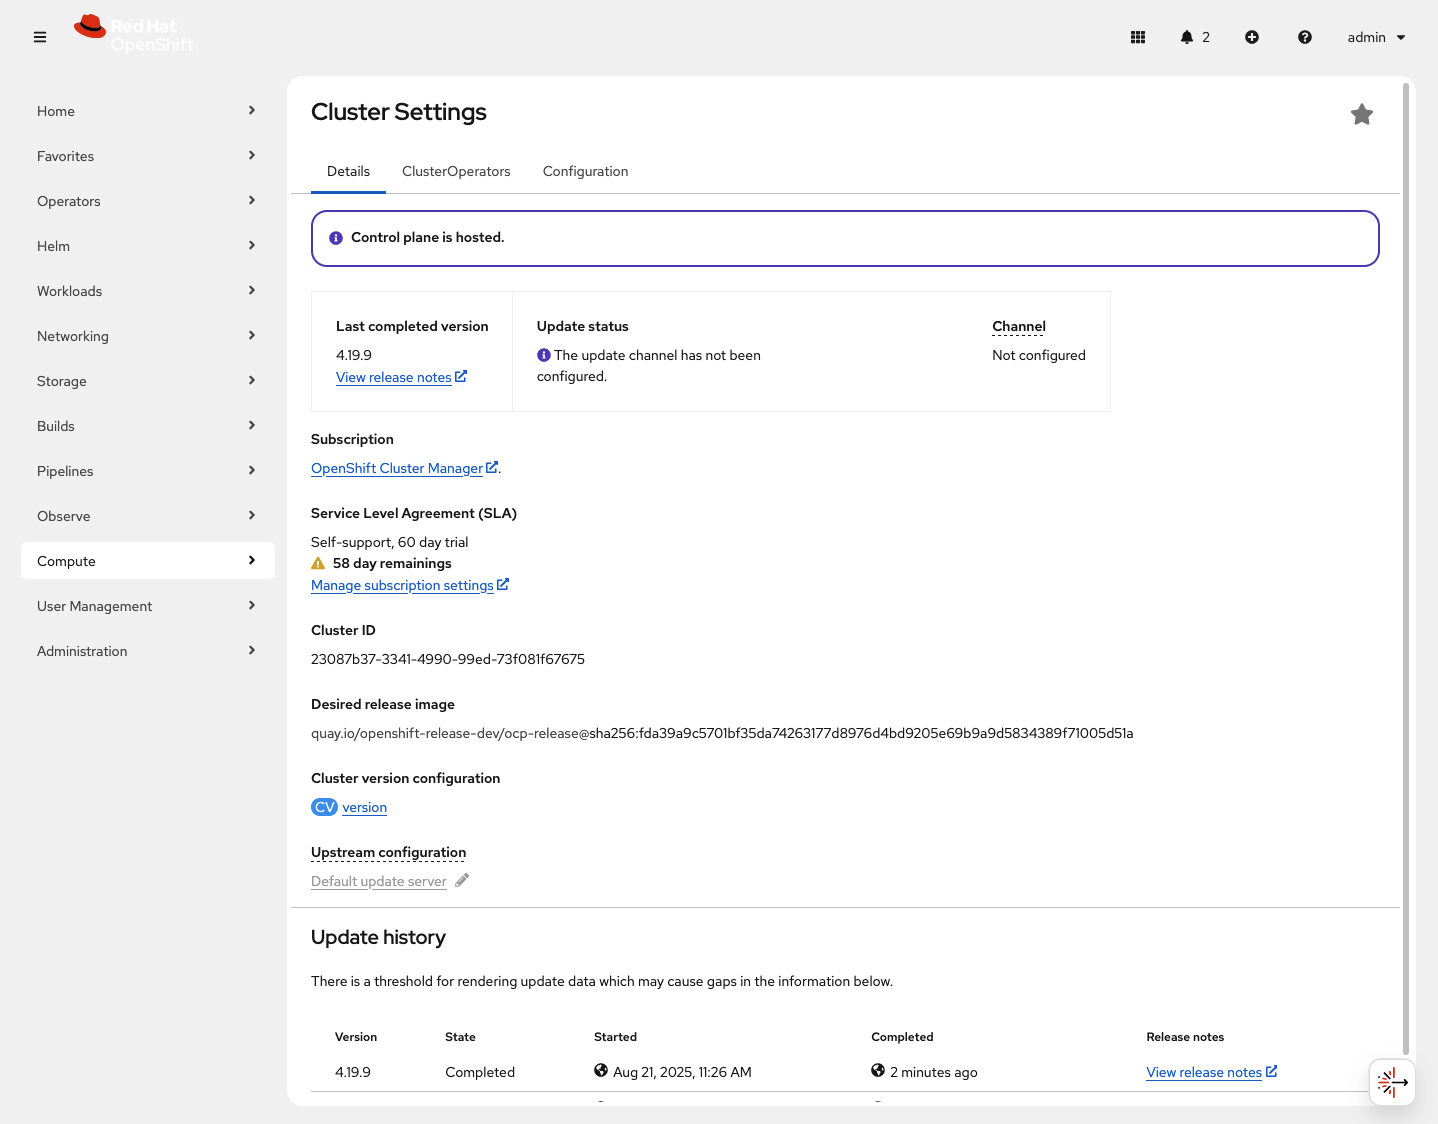 Red Hat
OpenShift
2
admin
Home
Favorites
Operators
Helm
Workloads
Networking
Storage
Builds
Pipelines
Observe
Compute
User Management
Administration
Cluster Settings
Details ClusterOperators Configuration
Control plane is hosted.
Last completed version
4.19.9
View release notes
Update status
The update channel has not been
configured.
Channel
Not configured
Subscription
OpenShift Cluster Manager.
Service Level Agreement (SLA)
Self-support, 60 day trial
58 day remainings
Manage subscription settings
Cluster ID
23087b37-3341-4990-99ed-73f081f67675
Desired release image
quay.io/openshift-release-dev/ocp-release@sha256:fda39a9c5701bf35da74263177d8976d4bd9205e69b9a9d5834389f71005d51a
Cluster version configuration
CV version
Upstream configuration
Default update server
Update history
There is a threshold for rendering update data which may cause gaps in the information below.
Version State Started Completed Release notes
4.19.9 Completed Aug 21, 2025, 11:26 AM 2 minutes ago View release notes